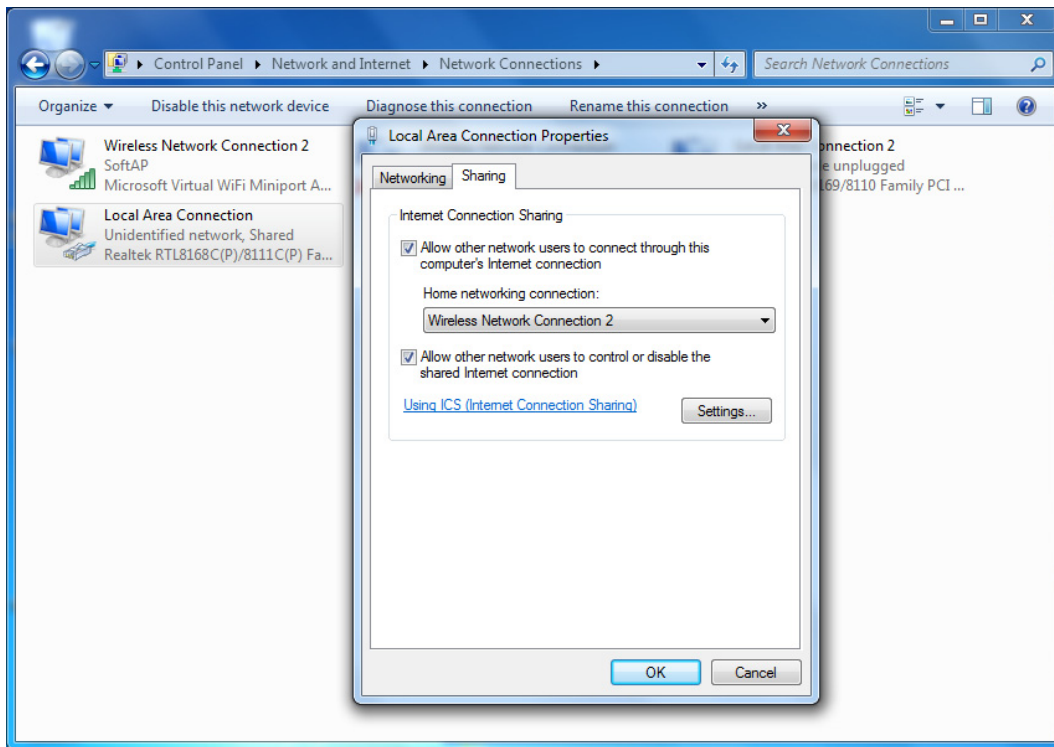 Control Panel Network and Internet Network Connections
Search Network Connections
Organize Disable this network device Diagnose this connection Rename this connection »
Wireless Network Connection 2
SoftAP
Microsoft Virtual WiFi Miniport A...
Local Area Connection
Unidentified network, Shared
Realtek RTL8168C(P)/8111C(P) Fa...
2
unplugged
169/8110 Family PCI ...
Local Area Connection Properties
Networking Sharing
Internet Connection Sharing
Allow other network users to connect through this
computer's Internet connection
Home networking connection:
Wireless Network Connection 2
Allow other network users to control or disable the
shared Internet connection
Using ICS (Internet Connection Sharing)
Settings...
OK Cancel